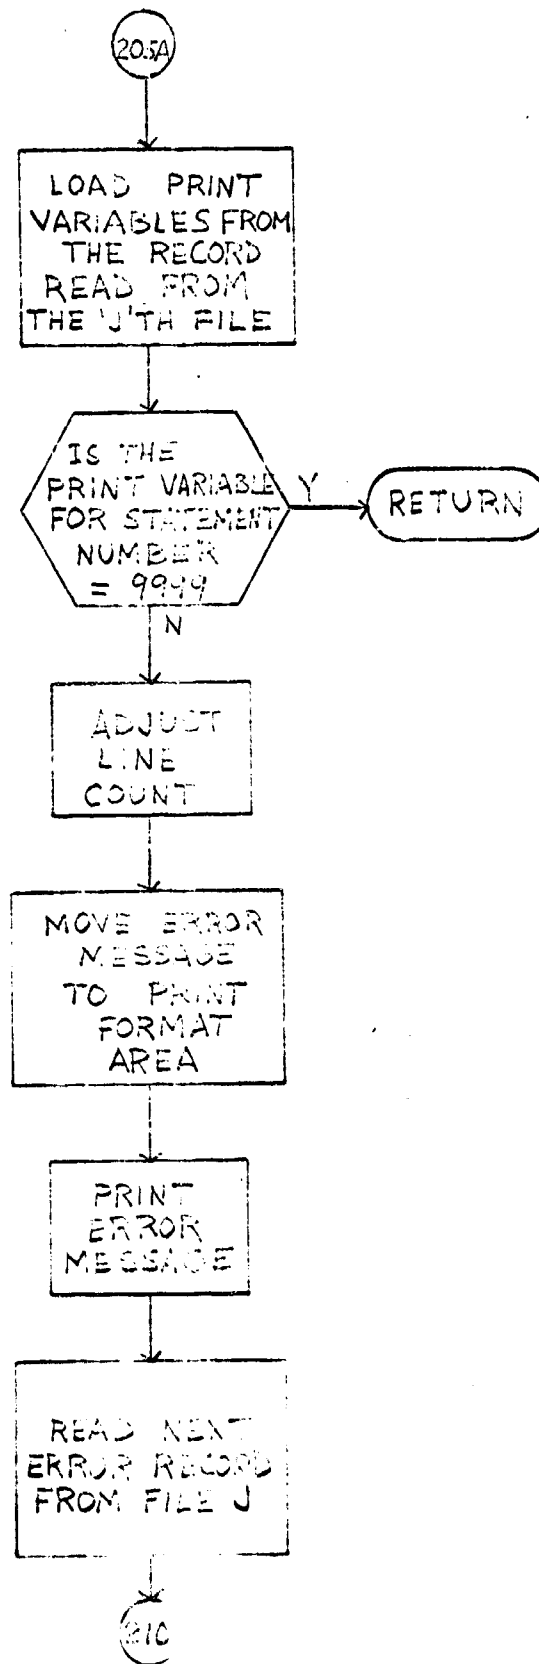 205A
LOAD PRINT
VARIABLES FROM
THE RECORD
READ FROM
THE 'J'TH FILE
IS THE
PRINT VARIABLE
FOR STATEMENT
NUMBER
= 9999
Y
RETURN
N
ADJUST
LINE
COUNT
MOVE ERROR
MESSAGE
TO PRINT
FORMAT
AREA
PRINT
ERROR
MESSAGE
READ NEXT
ERROR RECORD
FROM FILE J
210